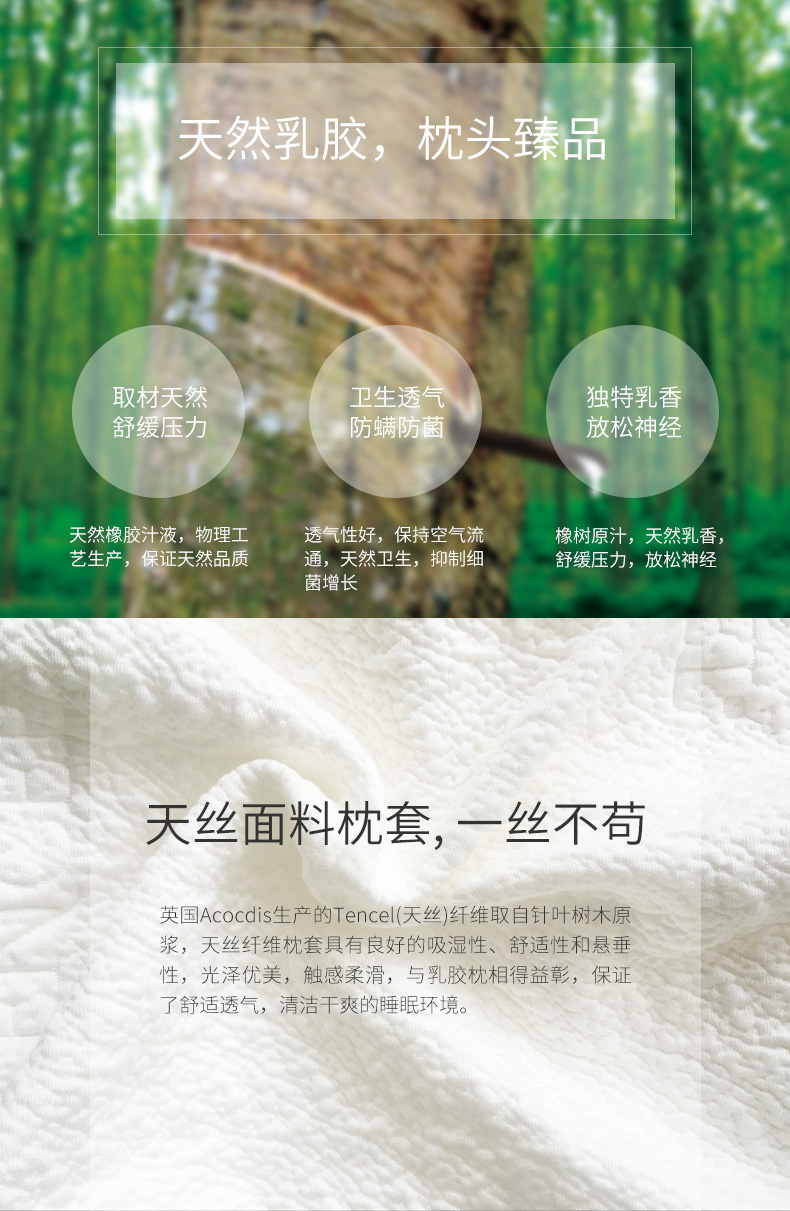 天然乳胶，枕头臻品
取材天然
舒缓压力
卫生透气
防螨防菌
独特乳香
放松神经
天然橡胶汁液，物理工
艺生产，保证天然品质
透气性好，保持空气流
通，天然卫生，抑制细
菌增长
橡树原汁，天然乳香，
舒缓压力，放松神经
天丝面料枕套, 一丝不苟
英国Acocdis生产的Tencel(天丝)纤维取自针叶树木原
浆，天丝纤维枕套具有良好的吸湿性、舒适性和悬垂
性，光泽优美，触感柔滑，与乳胶枕相得益彰，保证
了舒适透气，清洁干爽的睡眠环境。